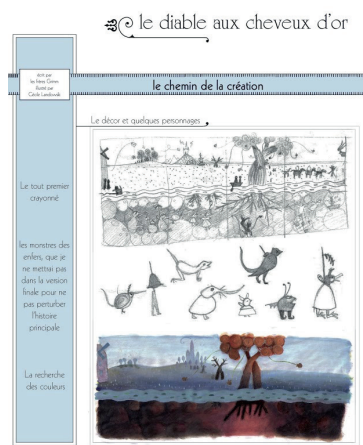 le diable aux cheveux d'or
écrit par
les frères Grimm
illustré par
Cécile Lewdowski
le chemin de la création
Le décor et quelques personnages
Le tout premier
crayonné
les monstres des
enfers, que je
ne mettrai pas
dans la version
finale pour ne
pas perturber
l'histoire
principale
La recherche
des couleurs